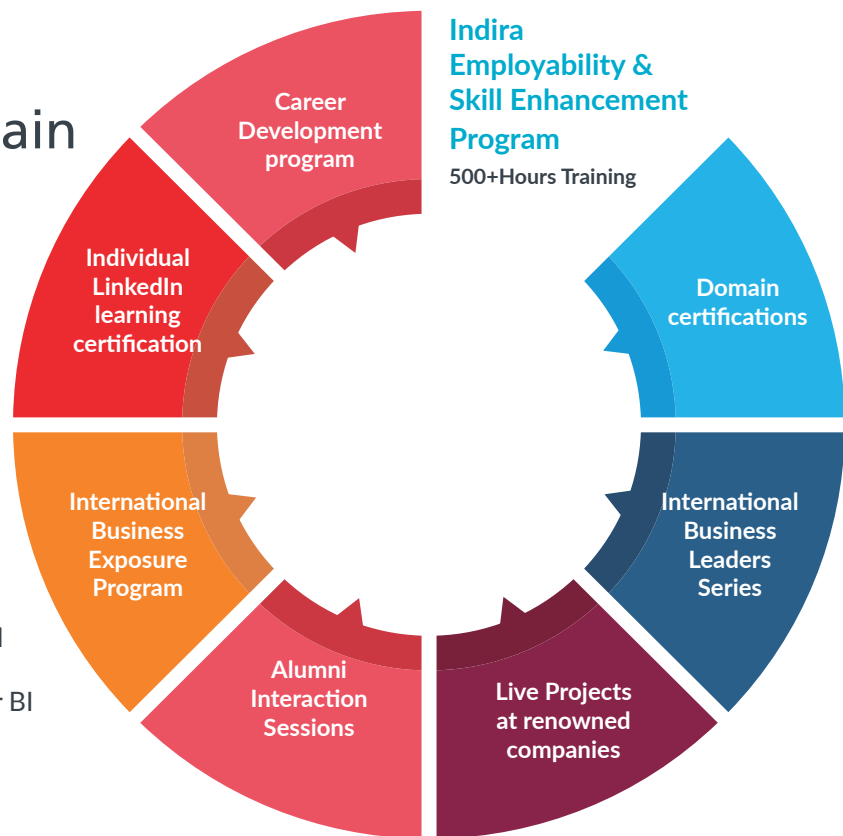 Indira
Employability &
Skill Enhancement
Program
500+Hours Training
Career
Development
program
ain
Individual
LinkedIn
learning
certification
Domain
certifications
International
Business
Exposure
Program
International
Business
Leaders
Series
BI
Alumni
Interaction
Sessions
Live Projects
at renowned
companies